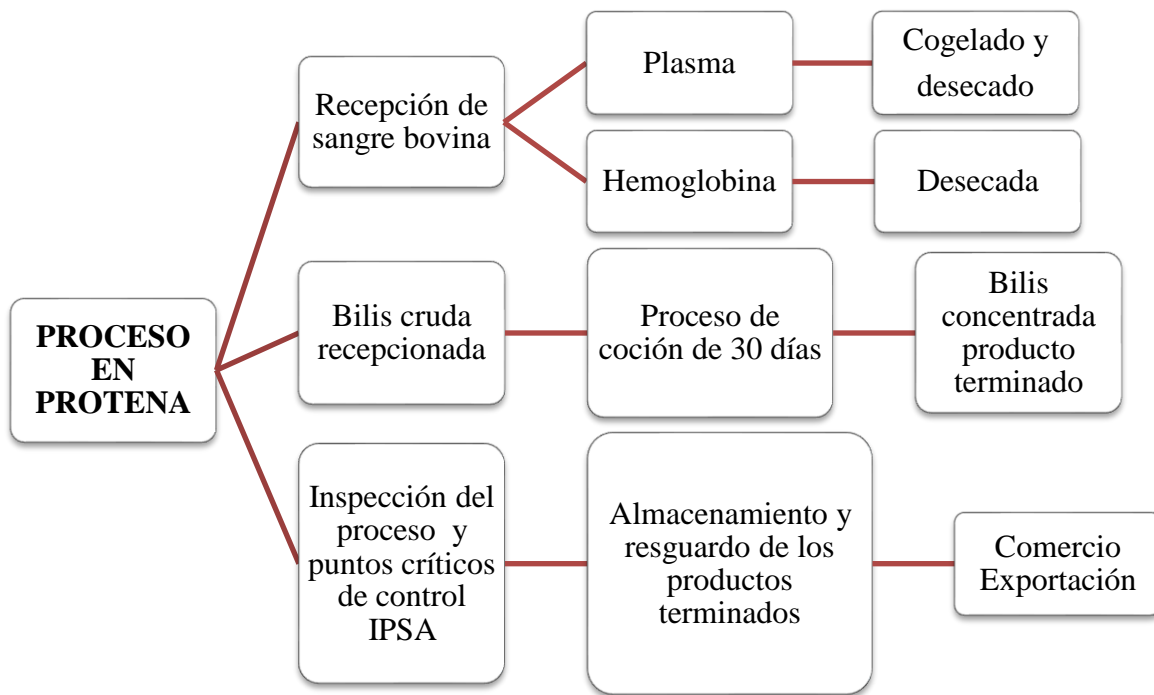 PROCESO
EN
PROTENA
Recepción de
sangre bovina
Plasma
Cogelado y
desecado
Hemoglobina
Desecada
Bilis cruda
recepcionada
Proceso de
coción de 30 días
Bilis
concentrada
producto
terminado
Inspección del
proceso y
puntos críticos
de control
IPSA
Almacenamiento y
resguardo de los
productos
terminados
Comercio
Exportación